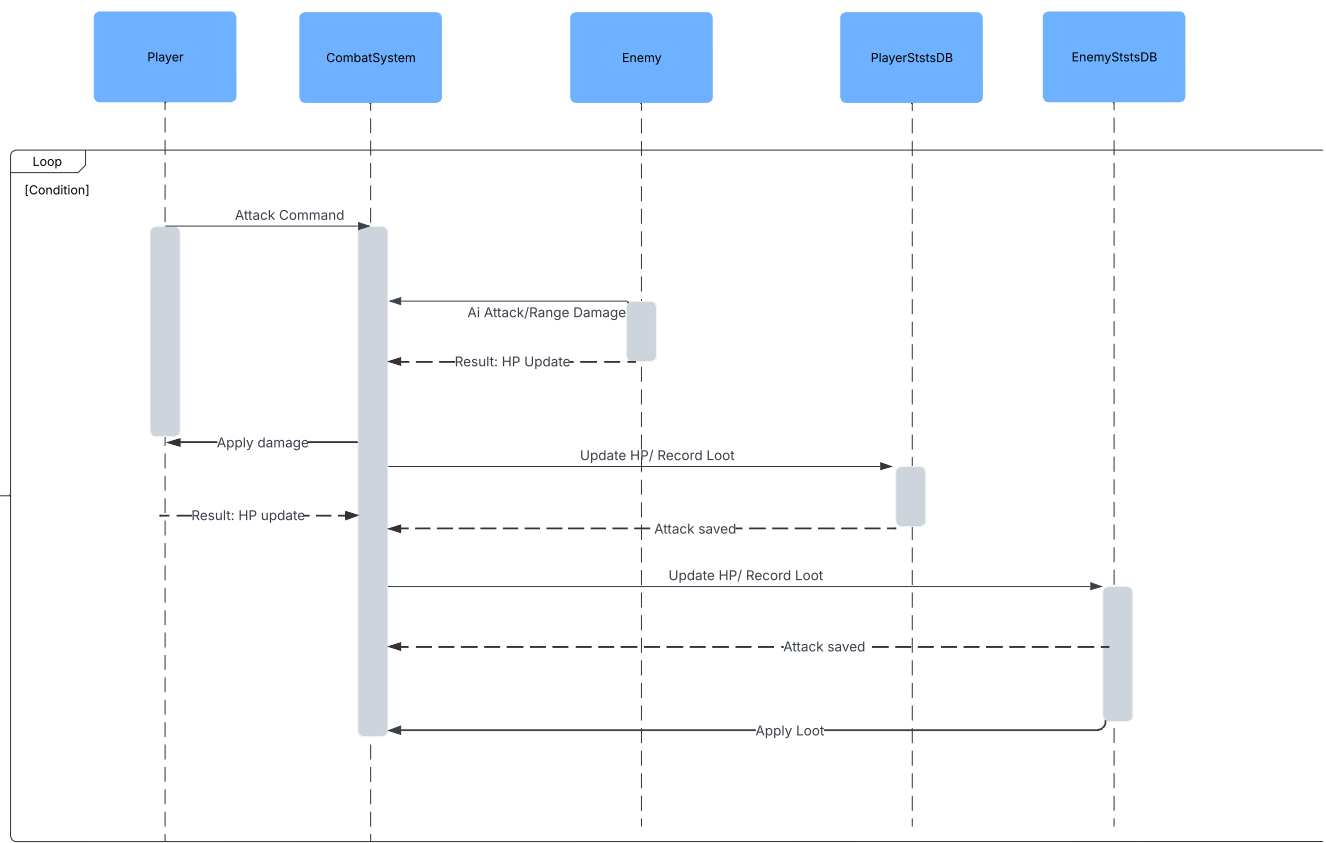 Player
CombatSystem
Enemy
PlayerStstsDB
EnemyStstsDB
Loop
[Condition]
Attack Command
Ai Attack/Range Damage
Result: HP Update
Apply damage
Update HP/ Record Loot
Result: HP update
Attack saved
Update HP/ Record Loot
Attack saved
Apply Loot